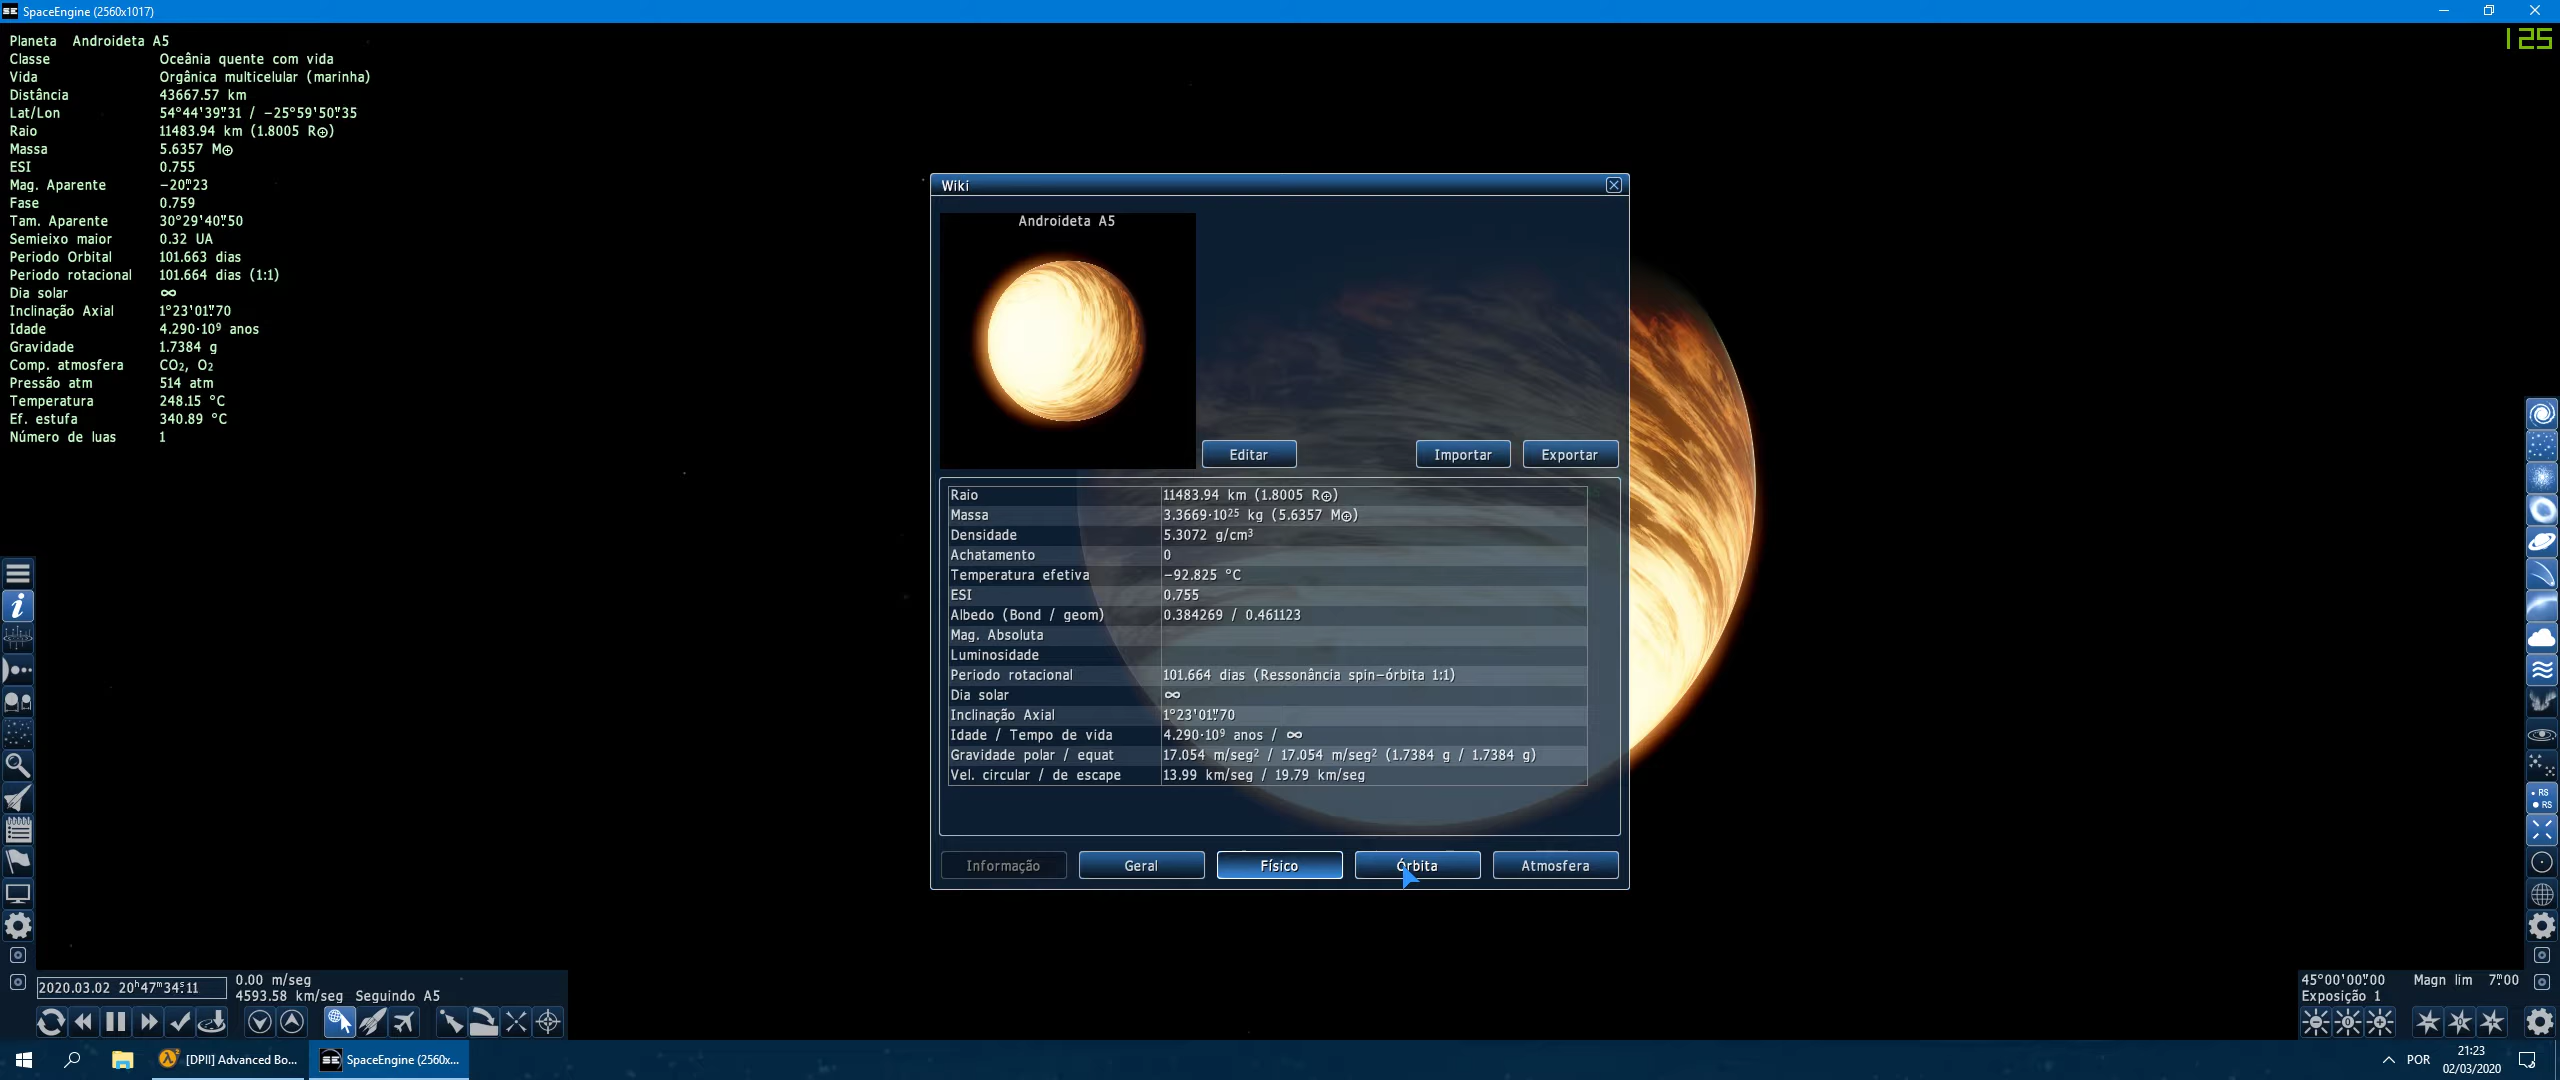 SpaceEngine (2560x1017)
125
Planeta Androideta A5
Classe Oceânia quente com vida
Vida Orgânica multicelular (marinha)
Distância 43667.57 km
Lat/Lon 54°44'39"31 / -25°59'50"35
Raio 11483.94 km (1.8005 R⊕)
Massa 5.6357 M⊕
ESI 0.755
Mag. Aparente -20ᵐ23
Fase 0.759
Tam. Aparente 30°29'40"50
Semieixo maior 0.32 UA
Periodo Orbital 101.663 dias
Periodo rotacional 101.664 dias (1:1)
Dia solar ∞
Inclinação Axial 1°23'01"70
Idade 4.290·10⁹ anos
Gravidade 1.7384 g
Comp. atmosfera CO₂, O₂
Pressão atm 514 atm
Temperatura 248.15 °C
Ef. estufa 340.89 °C
Número de luas 1
Wiki
Androideta A5
Editar Importar Exportar
Raio 11483.94 km (1.8005 R⊕)
Massa 3.3669·10²⁵ kg (5.6357 M⊕)
Densidade 5.3072 g/cm³
Achatamento 0
Temperatura efetiva -92.825 °C
ESI 0.755
Albedo (Bond / geom) 0.384269 / 0.461123
Mag. Absoluta
Luminosidade
Periodo rotacional 101.664 dias (Ressonância spin-órbita 1:1)
Dia solar ∞
Inclinação Axial 1°23'01"70
Idade / Tempo de vida 4.290·10⁹ anos / ∞
Gravidade polar / equat 17.054 m/seg² / 17.054 m/seg² (1.7384 g / 1.7384 g)
Vel. circular / de escape 13.99 km/seg / 19.79 km/seg
Informação Geral Físico Órbita Atmosfera
RS
RS
2020.03.02 20ʰ47ᵐ34ˢ11
0.00 m/seg
4593.58 km/seg Seguindo A5
45°00'00"00 Magn lim 7ᵐ00
Exposição 1
[DPII] Advanced Bo...
SpaceEngine (2560x...
POR
21:23
02/03/2020